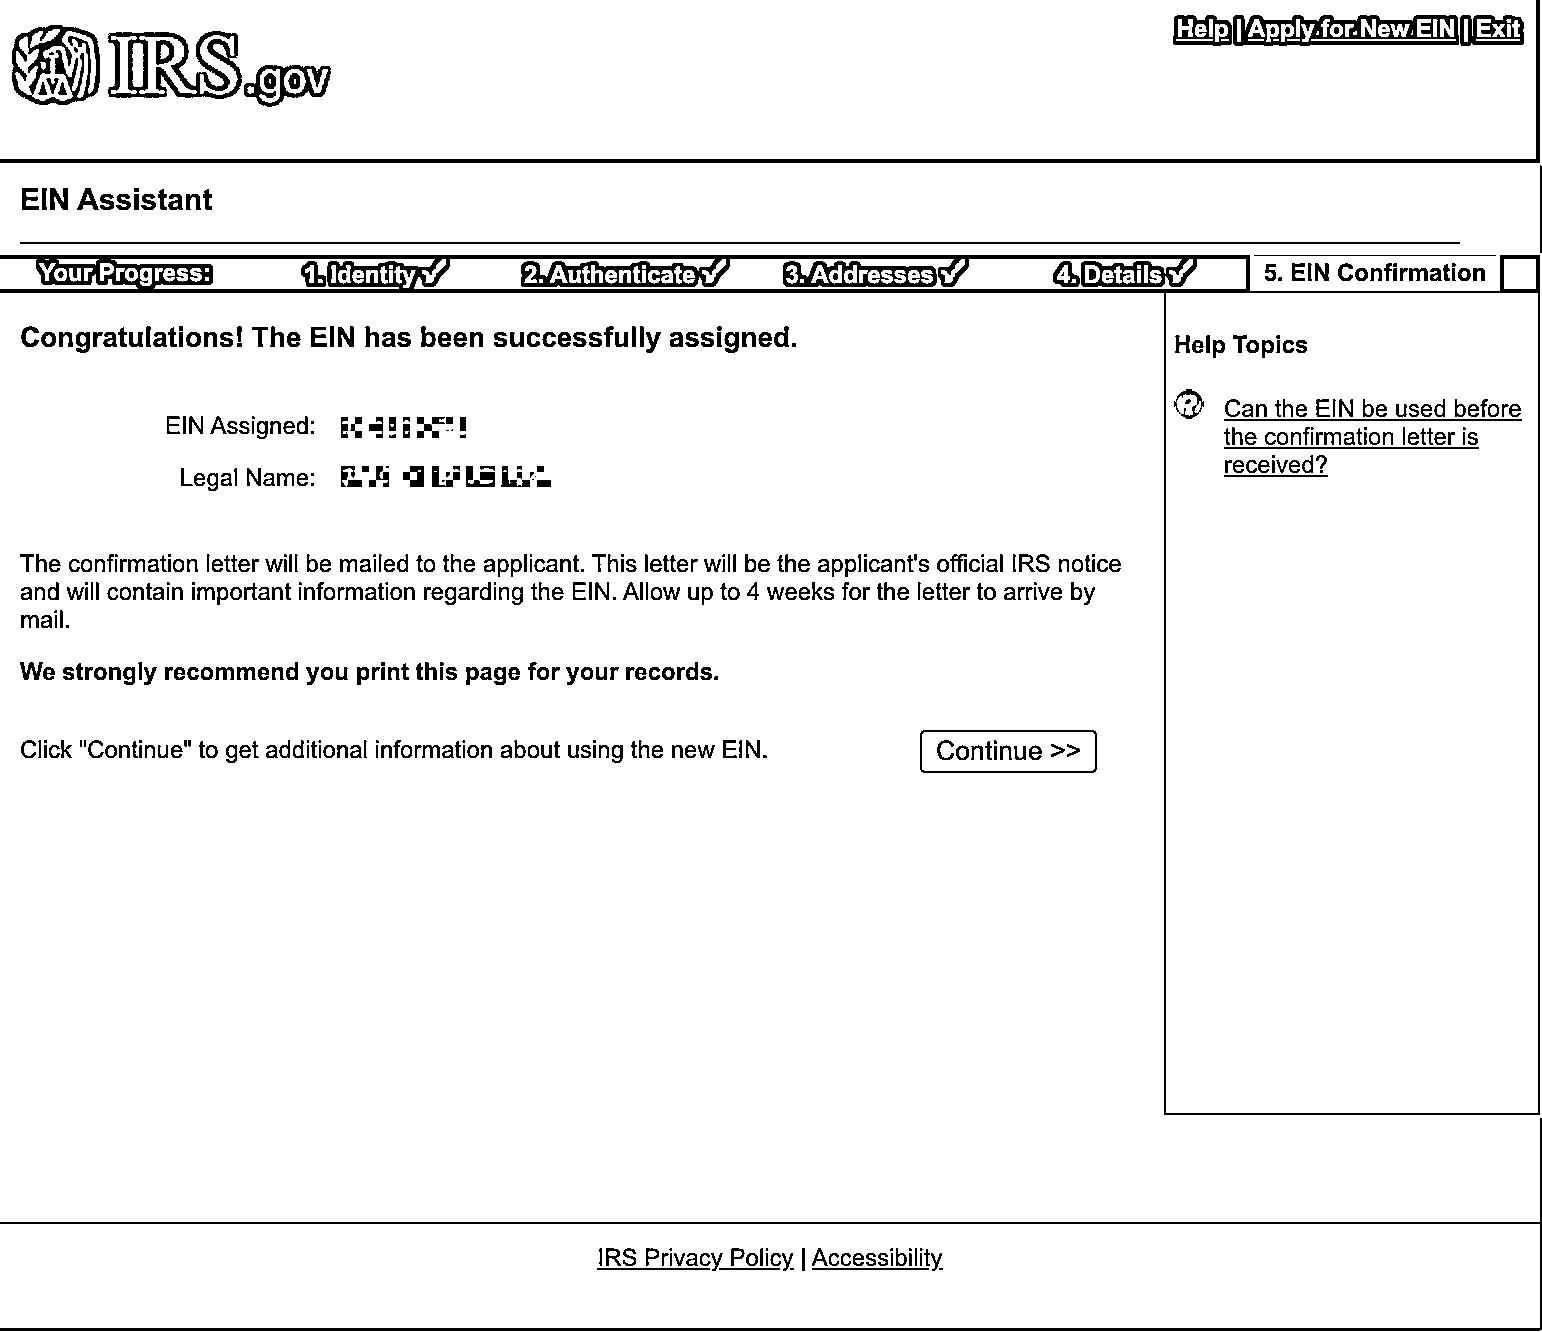 IRS.gov
Help | Apply for New EIN | Exit
EIN Assistant
Your Progress: 1. Identity ✓ 2. Authenticate ✓ 3. Addresses ✓ 4. Details ✓ 5. EIN Confirmation
Congratulations! The EIN has been successfully assigned.
EIN Assigned:
Legal Name:
The confirmation letter will be mailed to the applicant. This letter will be the applicant's official IRS notice
and will contain important information regarding the EIN. Allow up to 4 weeks for the letter to arrive by
mail.
We strongly recommend you print this page for your records.
Click "Continue" to get additional information about using the new EIN.
Continue >>
Help Topics
Can the EIN be used before
the confirmation letter is
received?
IRS Privacy Policy | Accessibility